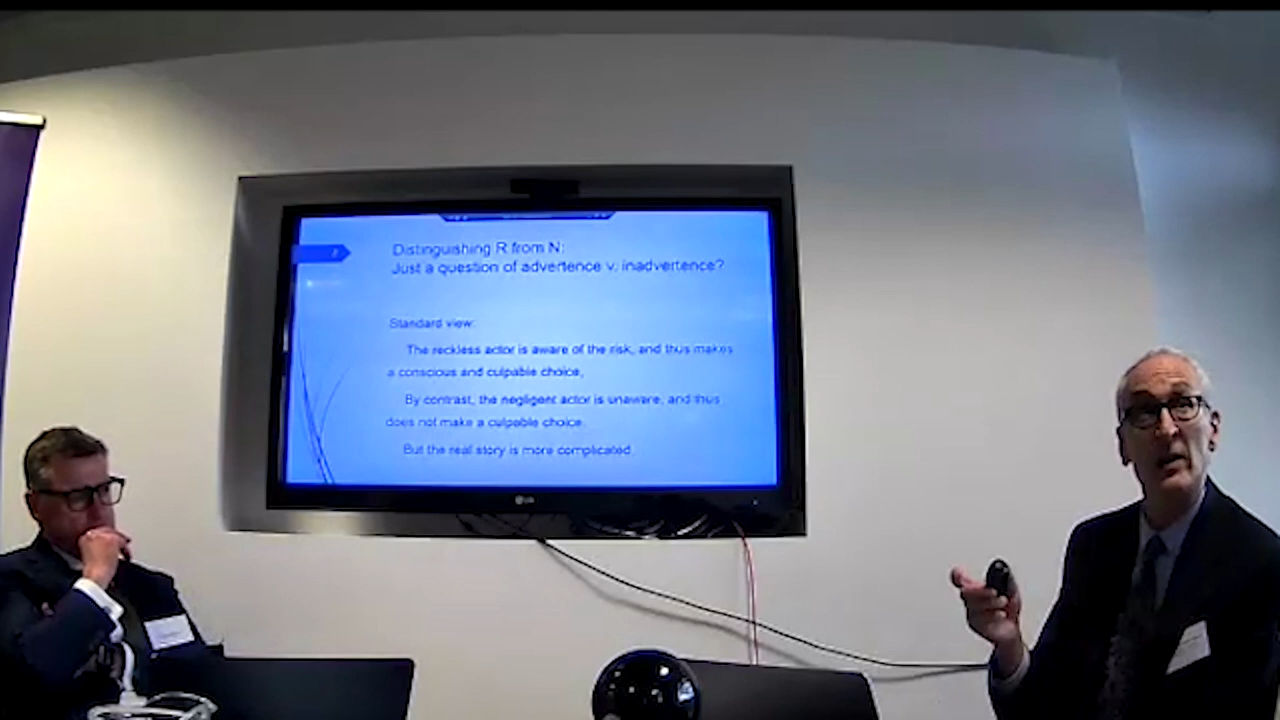 Distinguishing R from N:
Just a question of advertence v. inadvertence?
Standard view:
The reckless actor is aware of the risk, and thus makes
a conscious and culpable choice,
By contrast, the negligent actor is unaware, and thus
does not make a culpable choice.
But the real story is more complicated.
LG